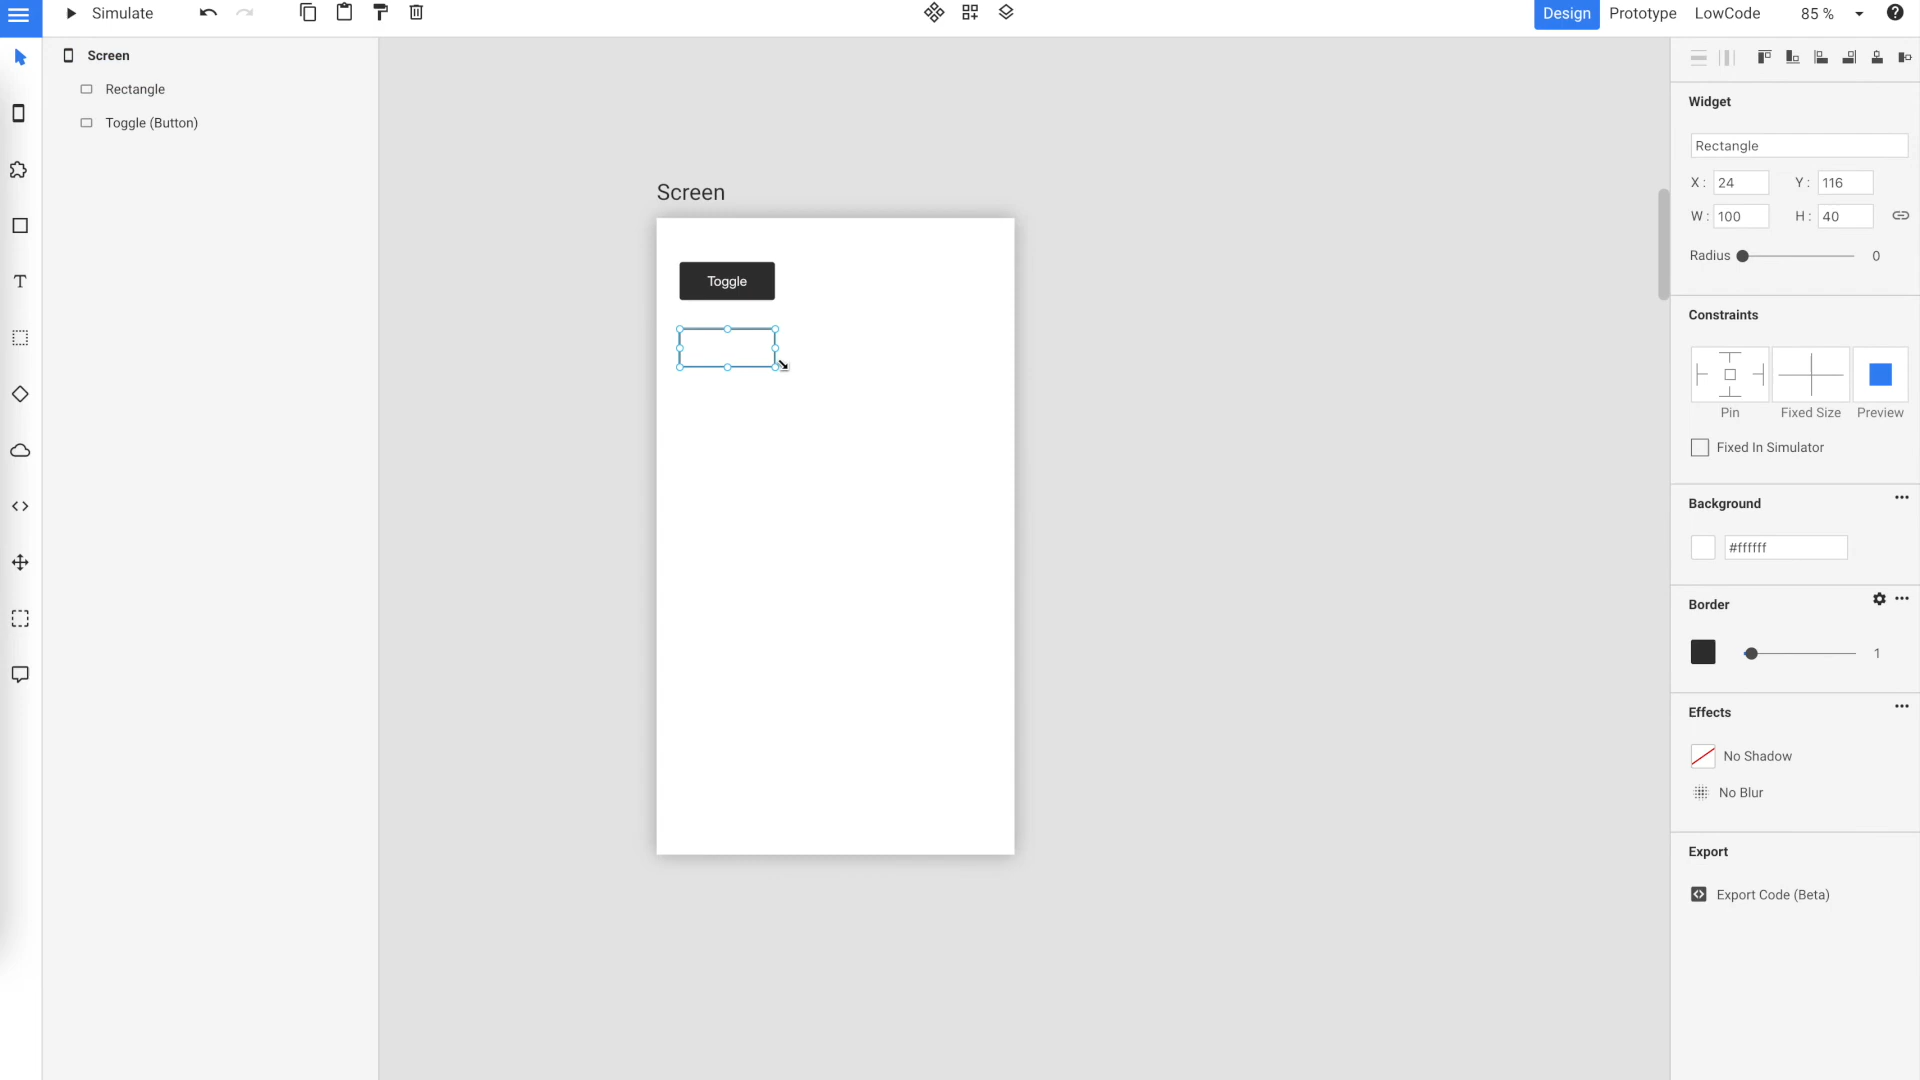 Simulate
Design Prototype LowCode 85 %
Screen
Rectangle
Toggle (Button)
Screen
Toggle
Widget
Rectangle
X : 24 Y : 116
W : 100 H : 40
Radius 0
Constraints
Pin Fixed Size Preview
Fixed In Simulator
Background
#ffffff
Border
1
Effects
No Shadow
No Blur
Export
Export Code (Beta)